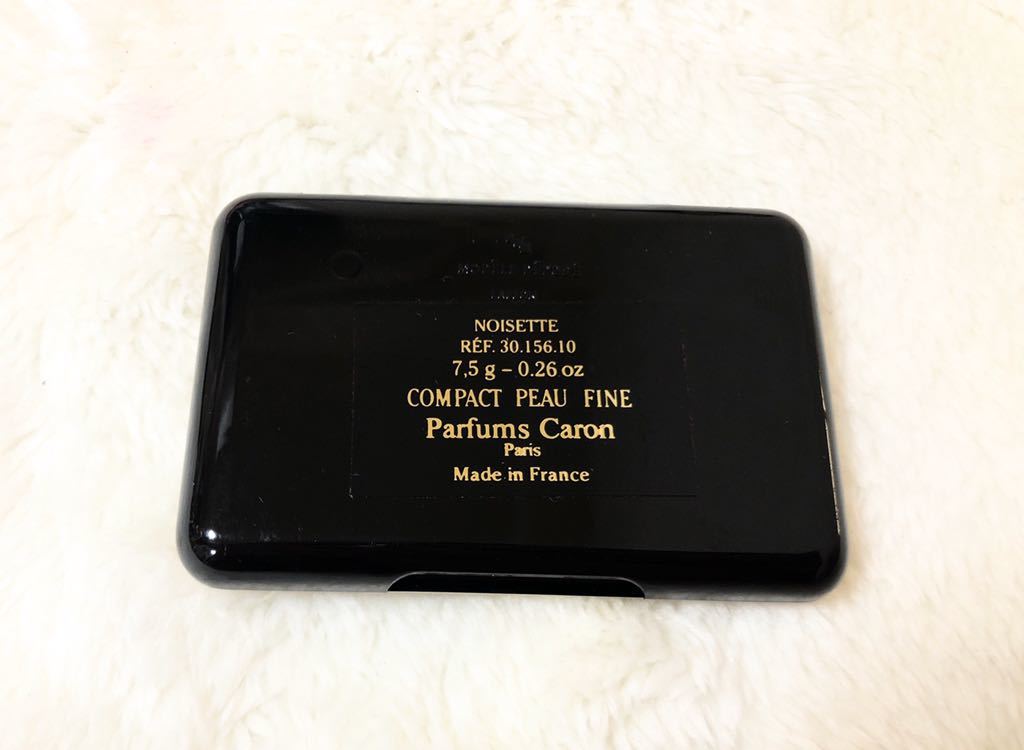 NOISETTE
RÉF. 30.156.10
7,5 g – 0.26 oz
COMPACT PEAU FINE
Parfums Caron
Paris
Made in France